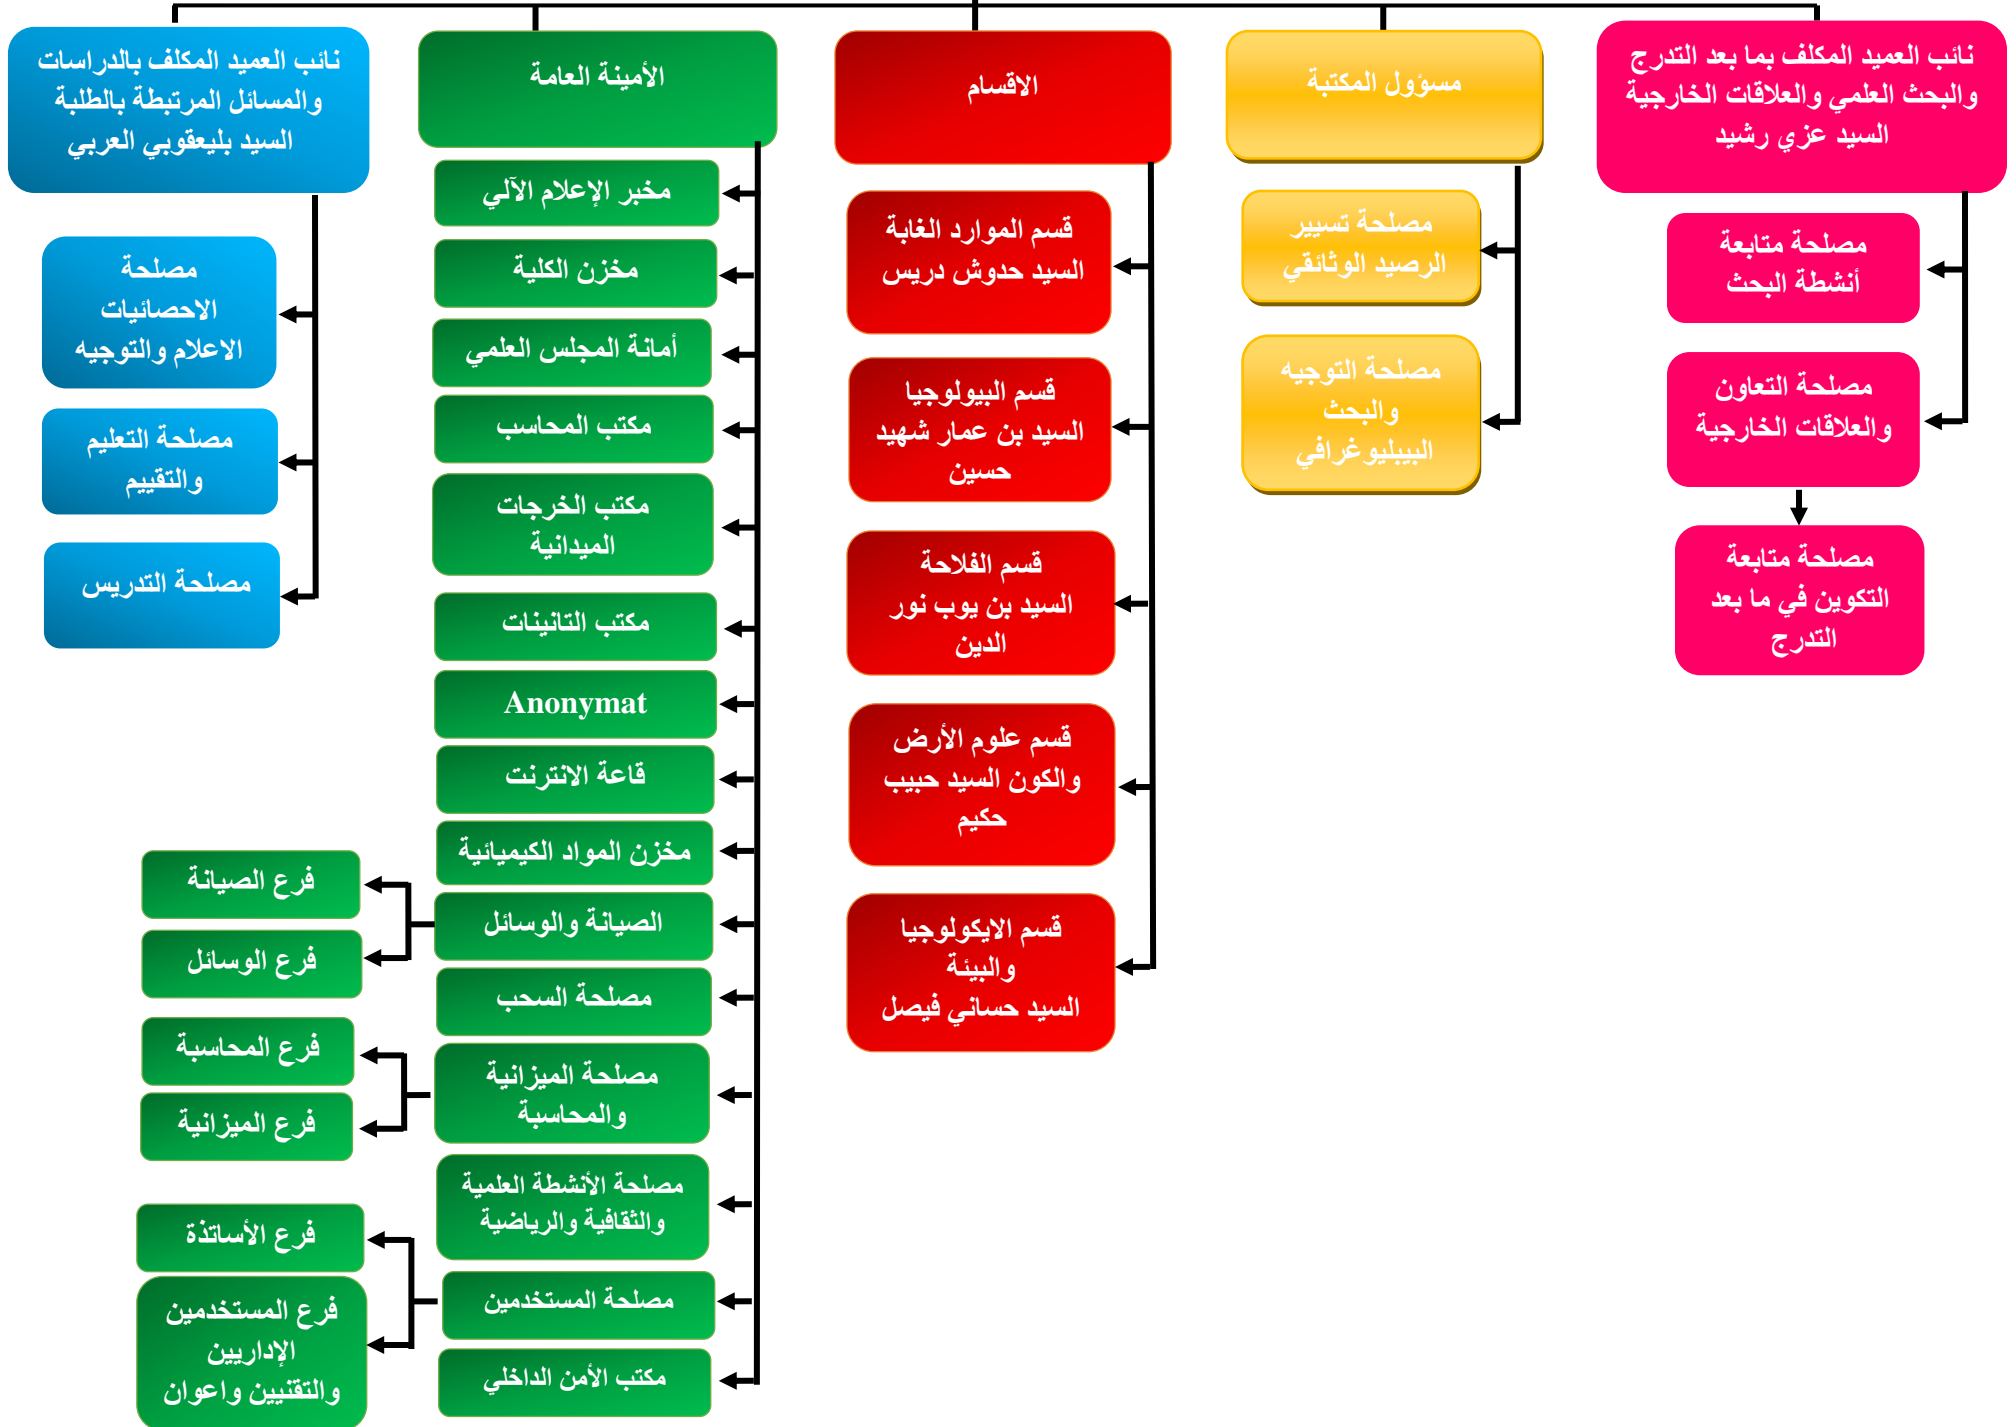 نائب العميد المكلف بما بعد التدرج
والبحث العلمي والعلاقات الخارجية
السيد عزي رشيد
مصلحة متابعة
أنشطة البحث
مصلحة التعاون
والعلاقات الخارجية
مصلحة متابعة
التكوين في ما بعد
التدرج
مسؤول المكتبة
مصلحة تسيير
الرصيد الوثائقي
مصلحة التوجيه
والبحث
البيبليوغرافي
الاقسام
قسم الموارد الغابة
السيد حدوش دريس
قسم البيولوجيا
السيد بن عمار شهيد
حسين
قسم الفلاحة
السيد بن يوب نور
الدين
قسم علوم الأرض
والكون السيد حبيب
حكيم
قسم الايكولوجيا
والبيئة
السيد حساني فيصل
الأمينة العامة
مخبر الإعلام الآلي
مخزن الكلية
أمانة المجلس العلمي
مكتب المحاسب
مكتب الخرجات
الميدانية
مكتب التانينات
Anonymat
قاعة الانترنت
مخزن المواد الكيميائية
الصيانة والوسائل
فرع الصيانة
فرع الوسائل
مصلحة السحب
مصلحة الميزانية
والمحاسبة
فرع المحاسبة
فرع الميزانية
مصلحة الأنشطة العلمية
والثقافية والرياضية
مصلحة المستخدمين
فرع الأساتذة
فرع المستخدمين
الإداريين
والتقنيين واعوان
مكتب الأمن الداخلي
نائب العميد المكلف بالدراسات
والمسائل المرتبطة بالطلبة
السيد بليعقوبي العربي
مصلحة
الاحصائيات
الاعلام والتوجيه
مصلحة التعليم
والتقييم
مصلحة التدريس